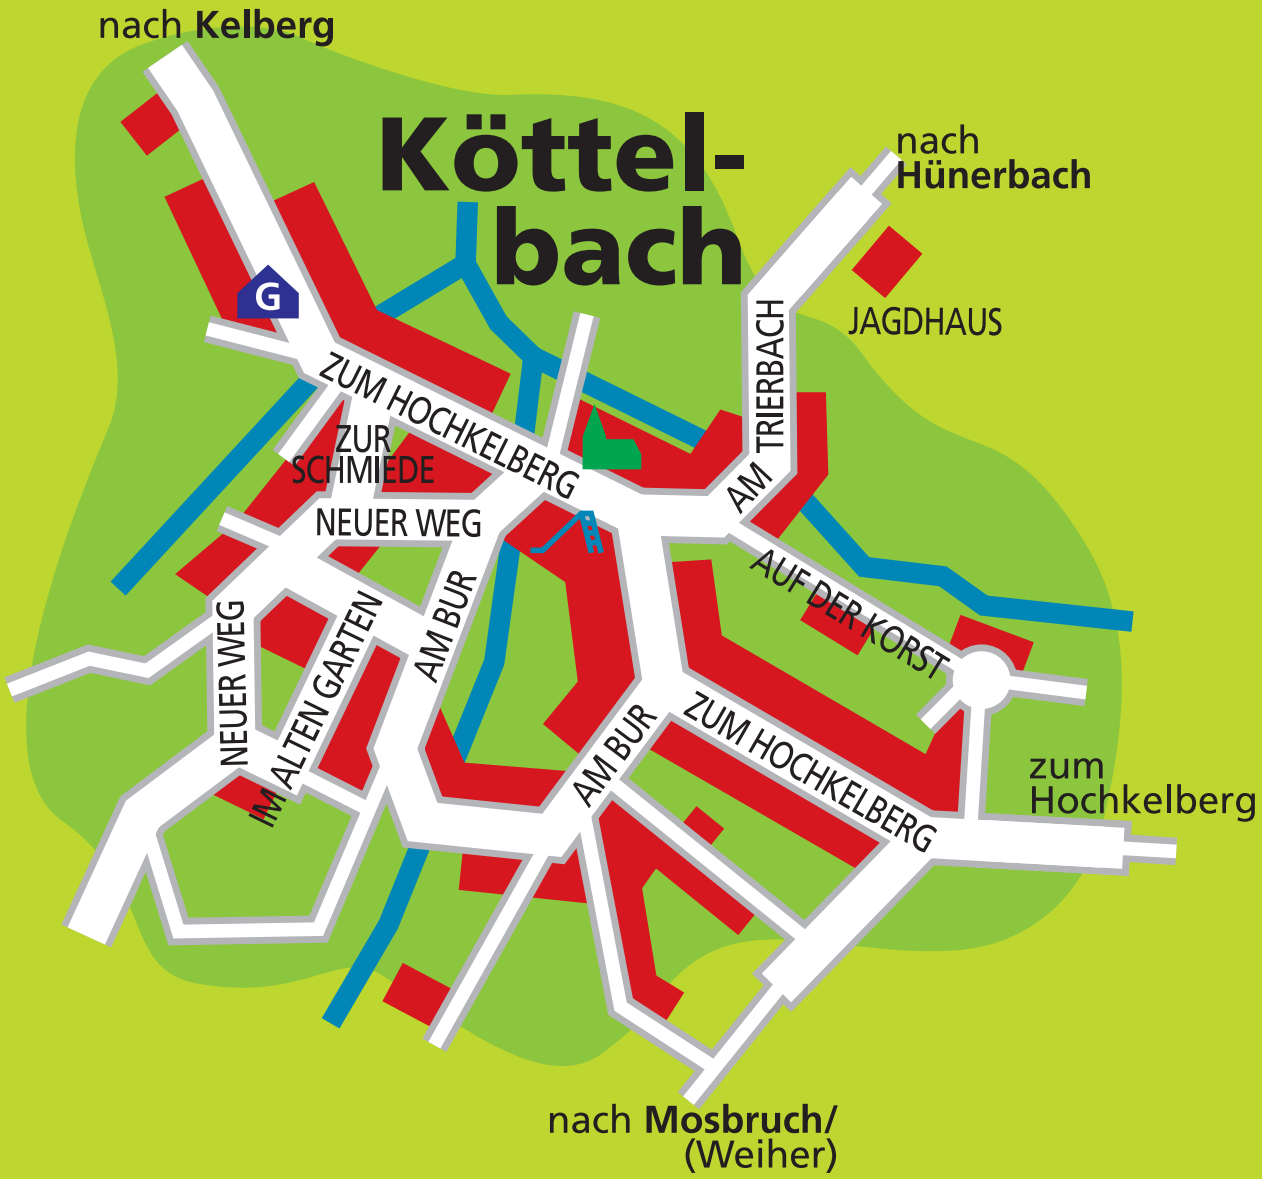 nach Kelberg
Köttel-
bach
nach
Hünerbach
JAGDHAUS
G
ZUM HOCHKELBERG
ZUR
SCHMIEDE
NEUER WEG
AM TRIERBACH
AUF DER KORST
AM BUR
NEUER WEG
IM ALTEN GARTEN
AM BUR
ZUM HOCHKELBERG
zum
Hochkelberg
nach Mosbruch/
(Weiher)